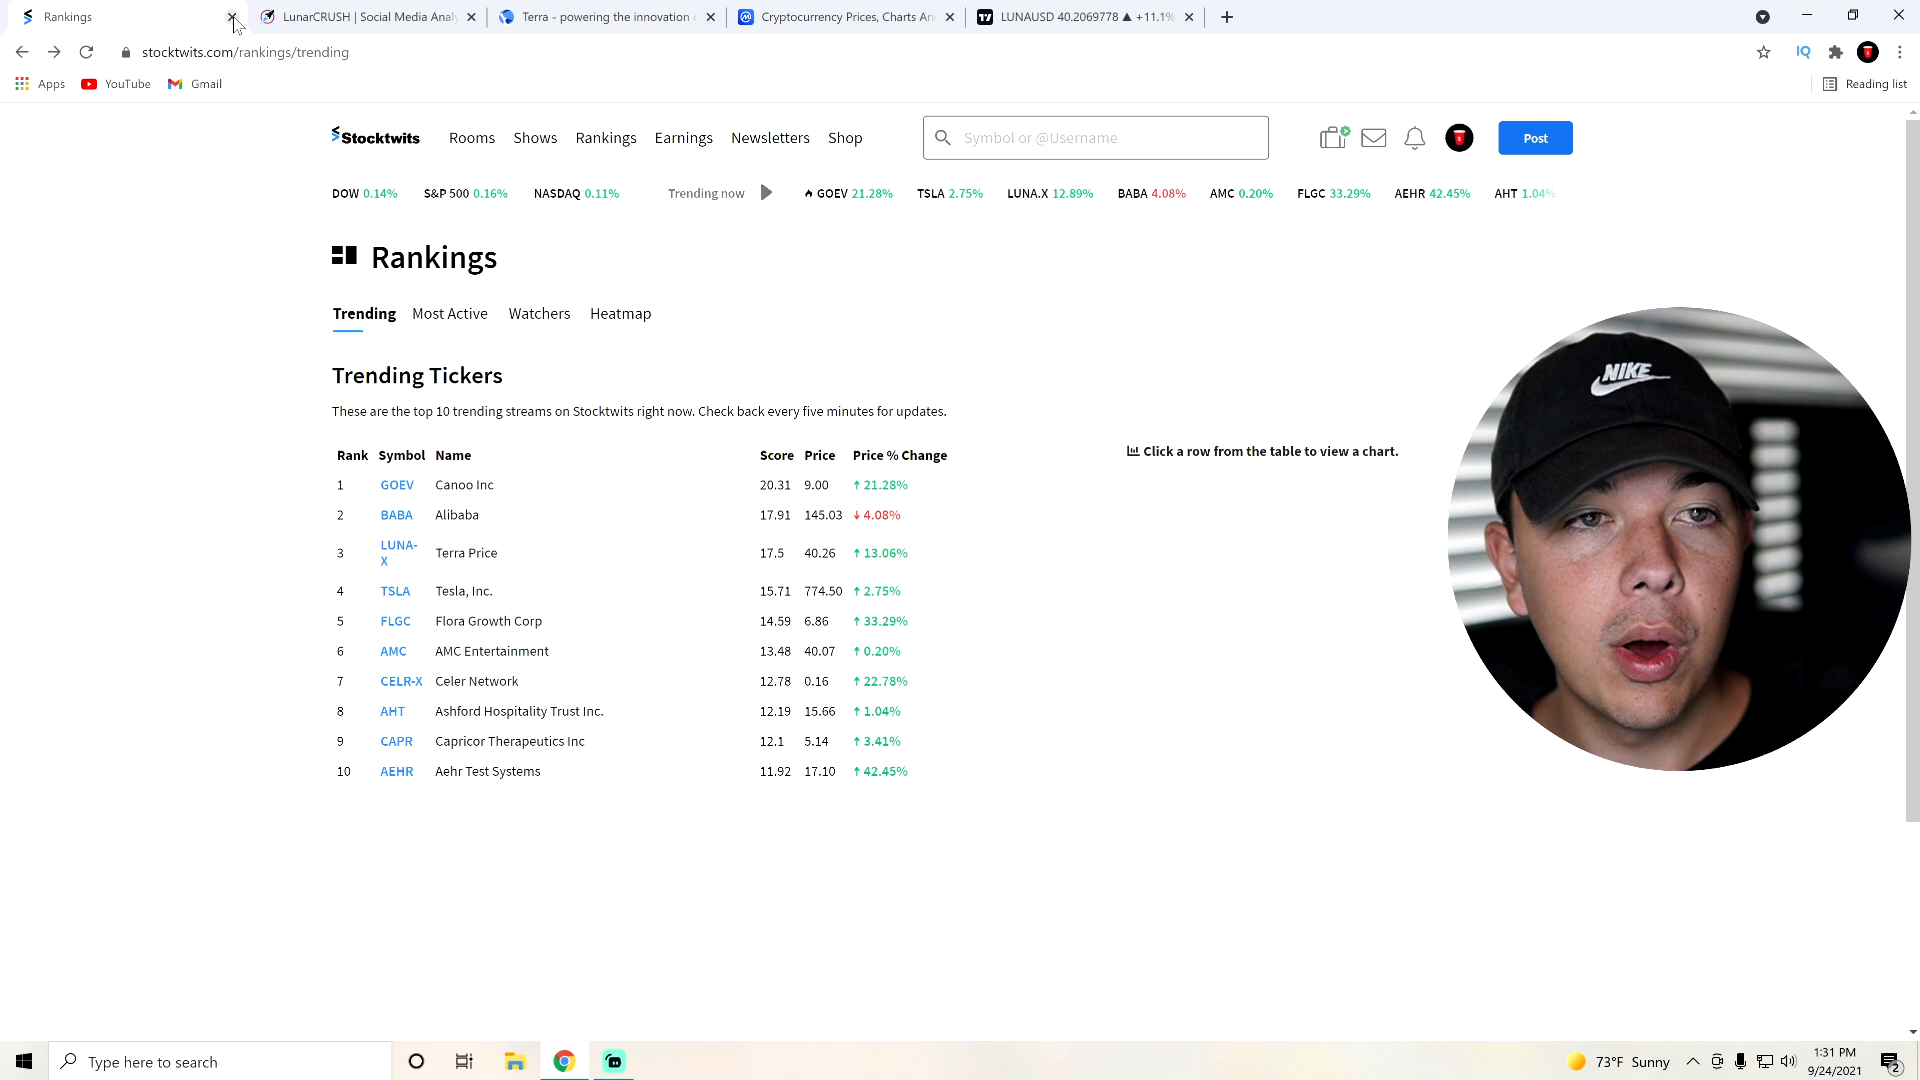 Rankings
LunarCRUSH | Social Media Analy
Terra - powering the innovation o
Cryptocurrency Prices, Charts An
LUNAUSD 40.2069778 ▲ +11.1%
stocktwits.com/rankings/trending
IQ
Apps
YouTube
Gmail
Reading list
Stocktwits
Rooms
Shows
Rankings
Earnings
Newsletters
Shop
Symbol or @Username
Post
DOW 0.14%
S&P 500 0.16%
NASDAQ 0.11%
Trending now
GOEV 21.28%
TSLA 2.75%
LUNA.X 12.89%
BABA 4.08%
AMC 0.20%
FLGC 33.29%
AEHR 42.45%
AHT 1.04%
Rankings
Trending
Most Active
Watchers
Heatmap
Trending Tickers
These are the top 10 trending streams on Stocktwits right now. Check back every five minutes for updates.
Rank Symbol Name Score Price Price % Change
1 GOEV Canoo Inc 20.31 9.00 ↑ 21.28%
2 BABA Alibaba 17.91 145.03 ↓ 4.08%
3 LUNA-
X Terra Price 17.5 40.26 ↑ 13.06%
4 TSLA Tesla, Inc. 15.71 774.50 ↑ 2.75%
5 FLGC Flora Growth Corp 14.59 6.86 ↑ 33.29%
6 AMC AMC Entertainment 13.48 40.07 ↑ 0.20%
7 CELR-X Celer Network 12.78 0.16 ↑ 22.78%
8 AHT Ashford Hospitality Trust Inc. 12.19 15.66 ↑ 1.04%
9 CAPR Capricor Therapeutics Inc 12.1 5.14 ↑ 3.41%
10 AEHR Aehr Test Systems 11.92 17.10 ↑ 42.45%
Click a row from the table to view a chart.
NIKE
Type here to search
73°F Sunny
1:31 PM
9/24/2021
2